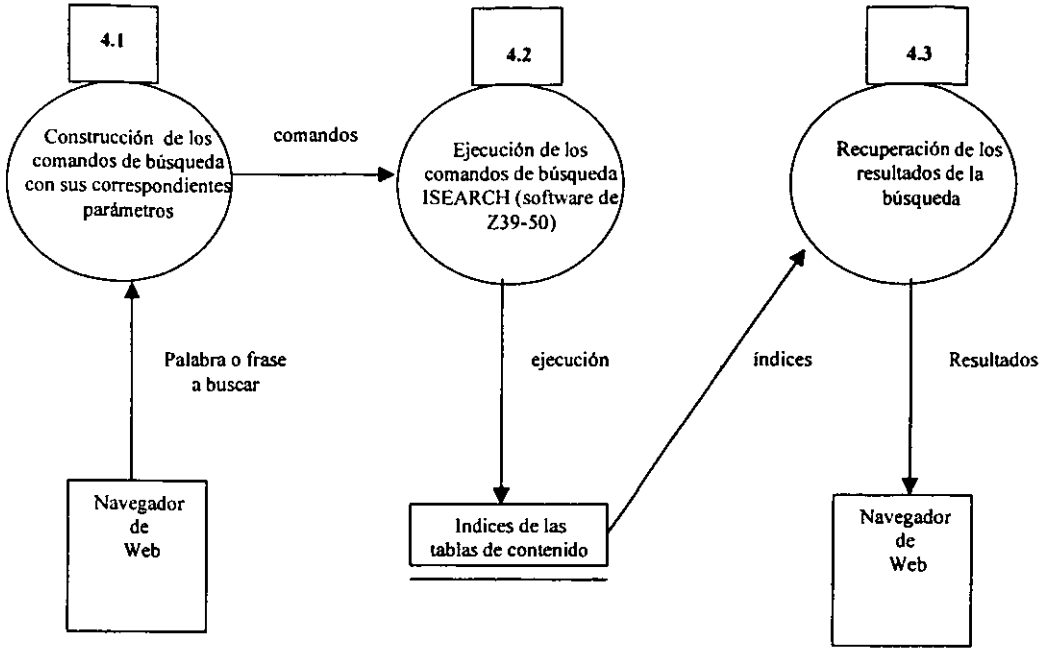 4.1
4.2
4.3
Construcción de los
comandos de búsqueda
con sus correspondientes
parámetros
comandos
Ejecución de los
comandos de búsqueda
ISEARCH (software de
Z39-50)
Recuperación de los
resultados de la
búsqueda
Palabra o frase
a buscar
ejecución
índices
Resultados
Navegador
de
Web
Indices de las
tablas de contenido
Navegador
de
Web